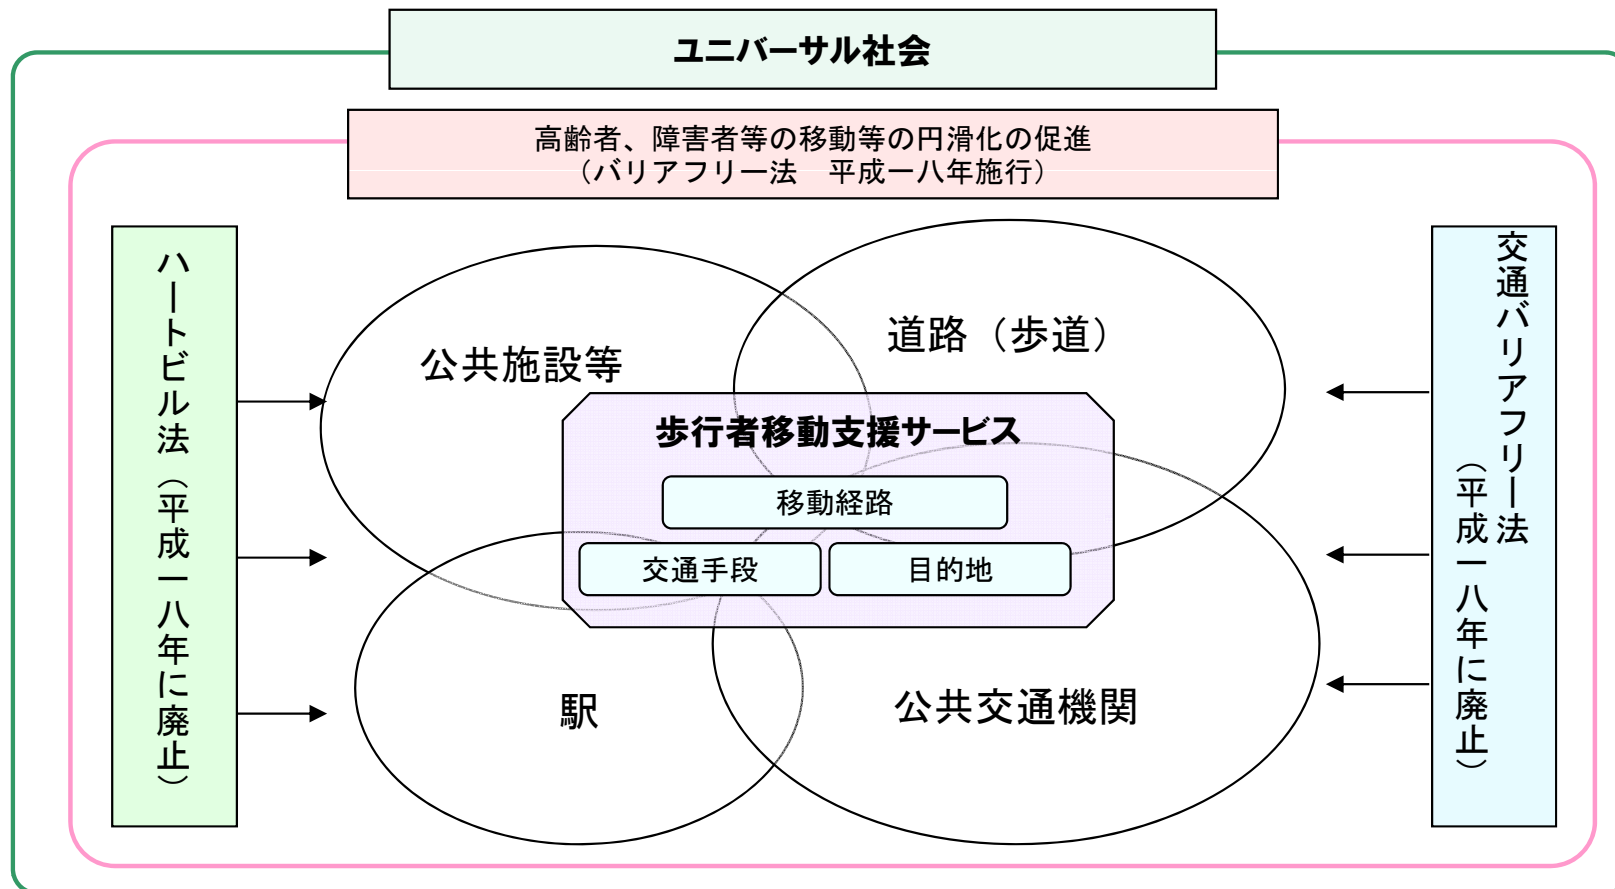 ユニバーサル社会
高齢者、障害者等の移動等の円滑化の促進
（バリアフリー法　平成一八年施行）
ハートビル法（平成一八年に廃止）
公共施設等
道路（歩道）
歩行者移動支援サービス
移動経路
交通手段
目的地
駅
公共交通機関
交通バリアフリー法
（平成一八年に廃止）